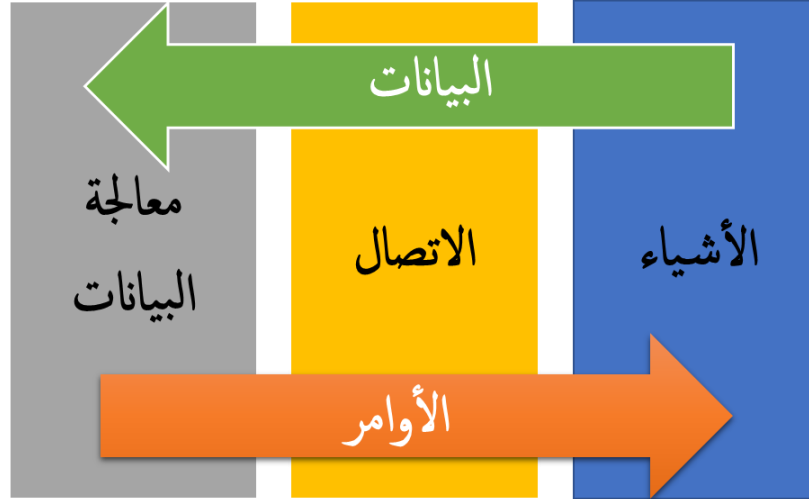 البيانات
الأشياء
الاتصال
معالجة
البيانات
الأوامر